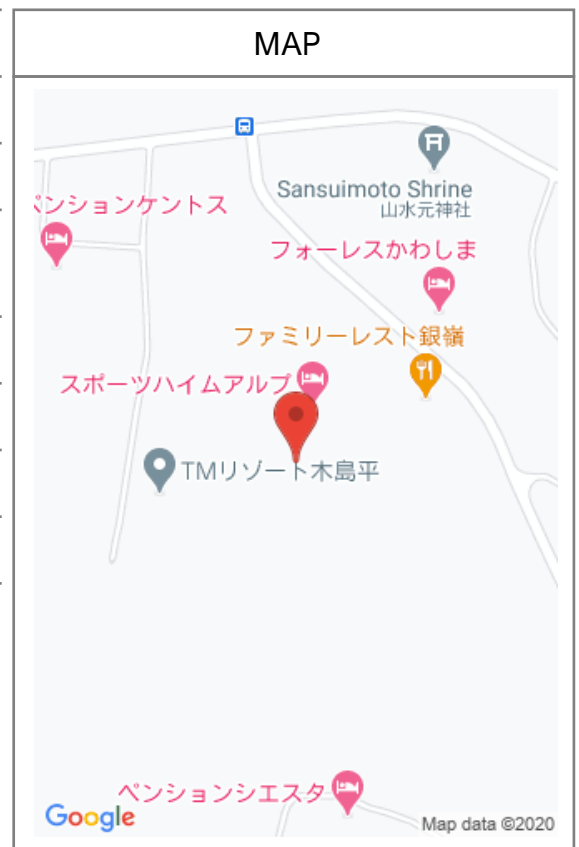 MAP
Sansuimoto Shrine
山水元神社
ペンションケントス
フォーレスかわしま
ファミリーレスト銀嶺
スポーツハイムアルプ
TMリゾート木島平
ペンションシエスタ
Google
Map data ©2020